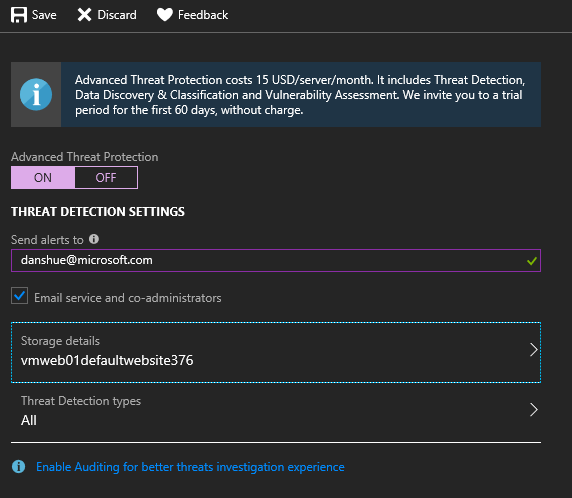 Save Discard Feedback
Advanced Threat Protection costs 15 USD/server/month. It includes Threat Detection,
Data Discovery & Classification and Vulnerability Assessment. We invite you to a trial
period for the first 60 days, without charge.
Advanced Threat Protection
ON OFF
THREAT DETECTION SETTINGS
Send alerts to
danshue@microsoft.com
Email service and co-administrators
Storage details
vmweb01defaultwebsite376
Threat Detection types
All
Enable Auditing for better threats investigation experience